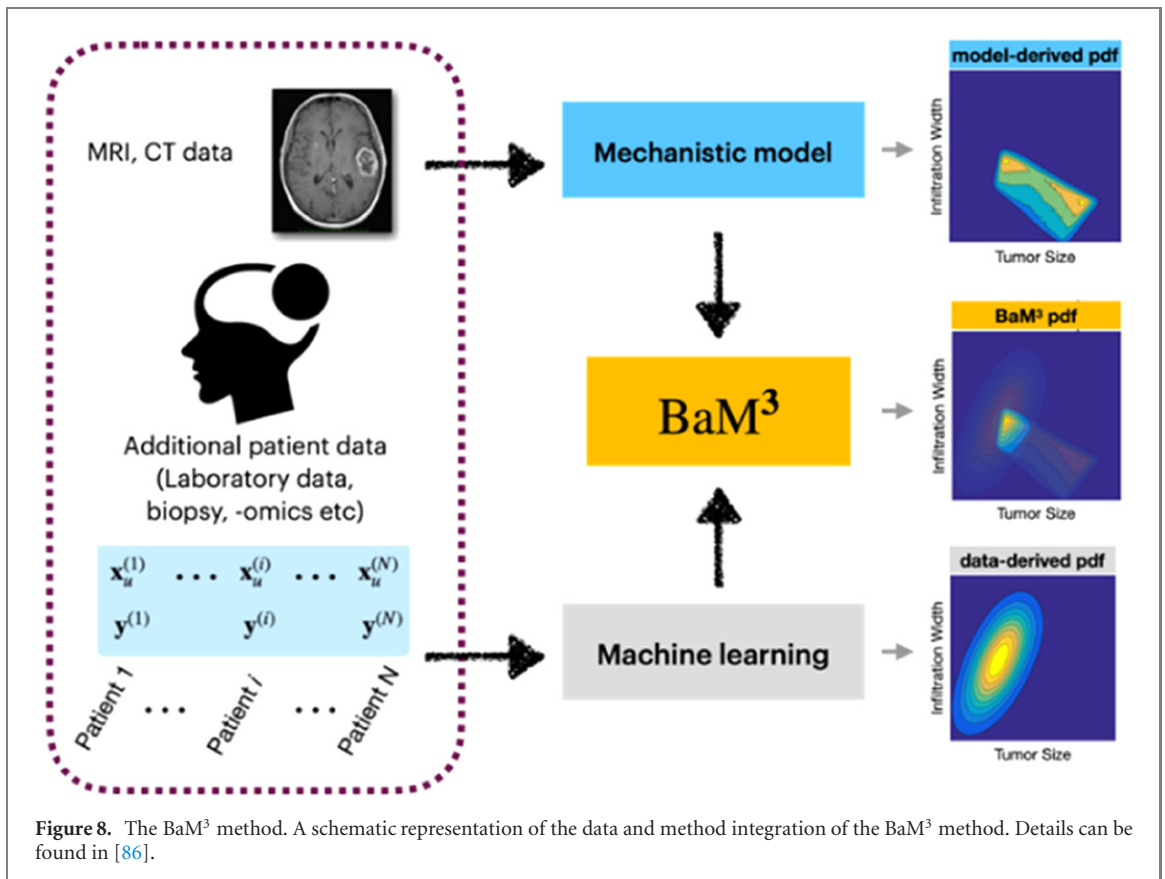 MRI, CT data
Mechanistic model
model-derived pdf
Infiltration Width
Tumor Size
Additional patient data
(Laboratory data,
biopsy, -omics etc)
BaM³
BaM³ pdf
Infiltration Width
Tumor Size
x_u^(1) ... x_u^(i) ... x_u^(N)
y^(1) y^(i) y^(N)
Patient 1 ... Patient i ... Patient N
Machine learning
data-derived pdf
Infiltration Width
Tumor Size
Figure 8. The BaM³ method. A schematic representation of the data and method integration of the BaM³ method. Details can be
found in [86].